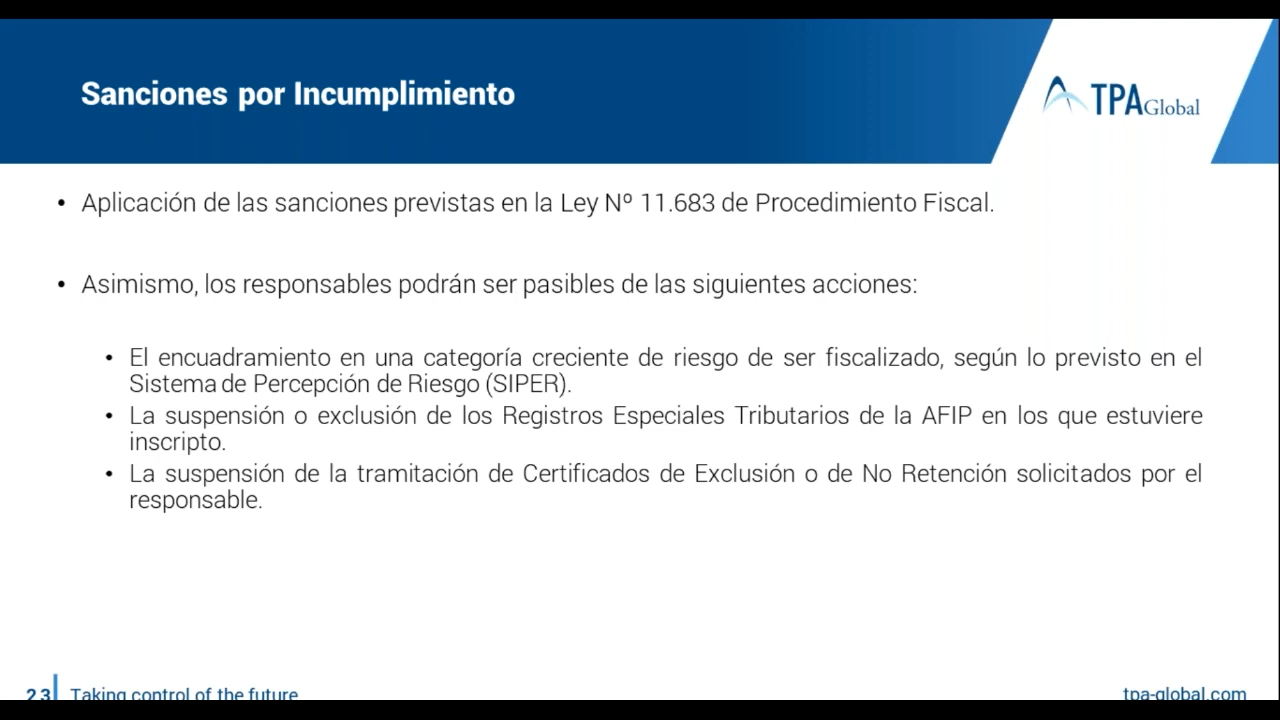 Sanciones por Incumplimiento
TPA Global
• Aplicación de las sanciones previstas en la Ley Nº 11.683 de Procedimiento Fiscal.
• Asimismo, los responsables podrán ser pasibles de las siguientes acciones:
• El encuadramiento en una categoría creciente de riesgo de ser fiscalizado, según lo previsto en el
Sistema de Percepción de Riesgo (SIPER).
• La suspensión o exclusión de los Registros Especiales Tributarios de la AFIP en los que estuviere
inscripto.
• La suspensión de la tramitación de Certificados de Exclusión o de No Retención solicitados por el
responsable.
23 Taking control of the future
tpa-global.com